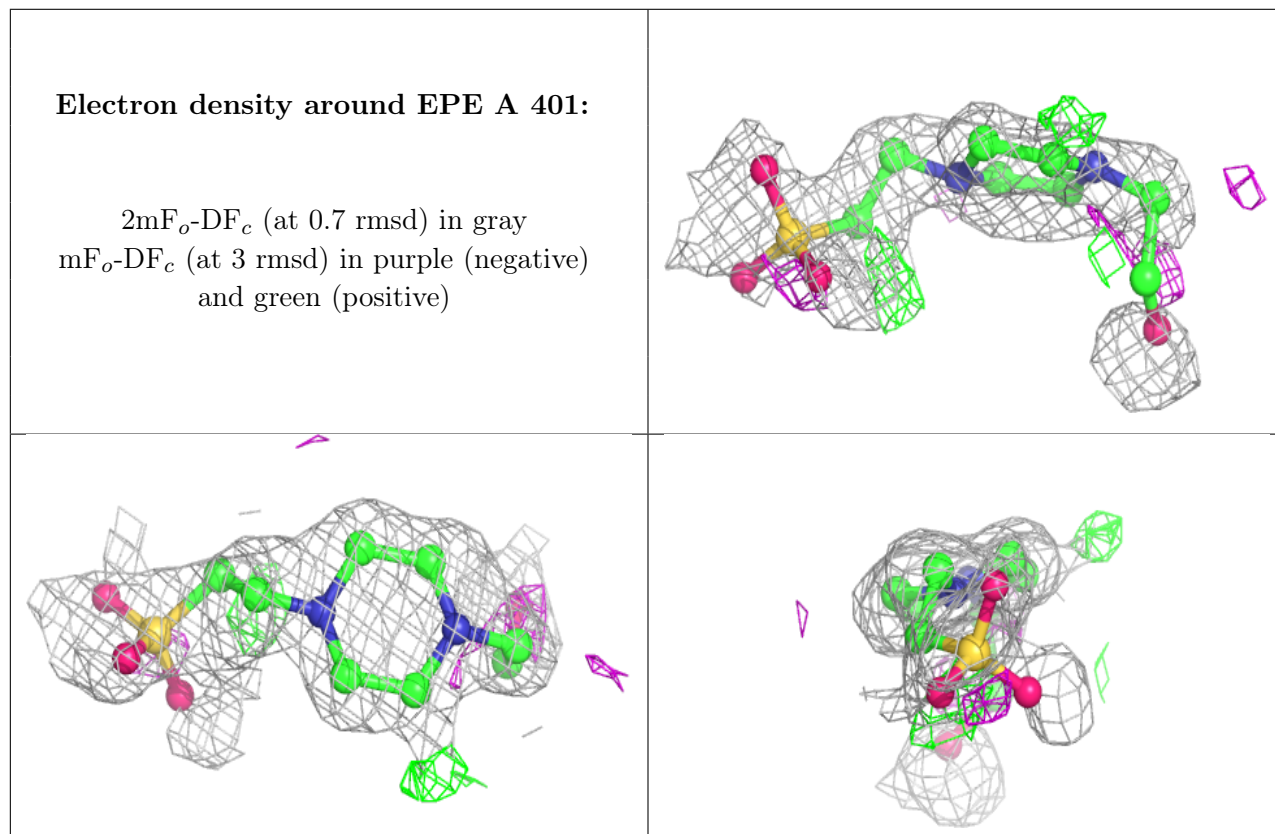 Electron density around EPE A 401:
2mFo-DFc (at 0.7 rmsd) in gray
mFo-DFc (at 3 rmsd) in purple (negative)
and green (positive)